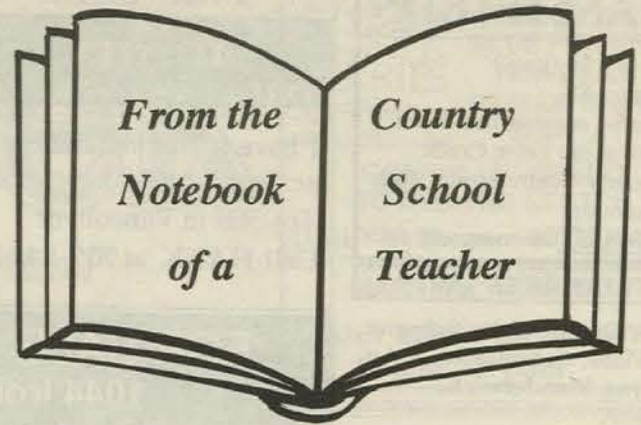 From the
Notebook
of a
Country
School
Teacher